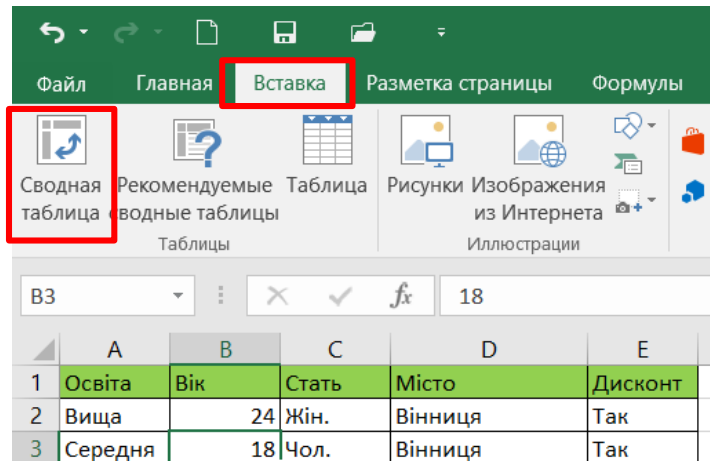 Файл Главная Вставка Разметка страницы Формулы
Сводная Рекомендуемые Таблица Рисунки Изображения
таблица сводные таблицы из Интернета
Таблицы Иллюстрации
B3 fx 18
A B C D E
1 Освіта Вік Стать Місто Дисконт
2 Вища 24 Жін. Вінниця Так
3 Середня 18 Чол. Вінниця Так